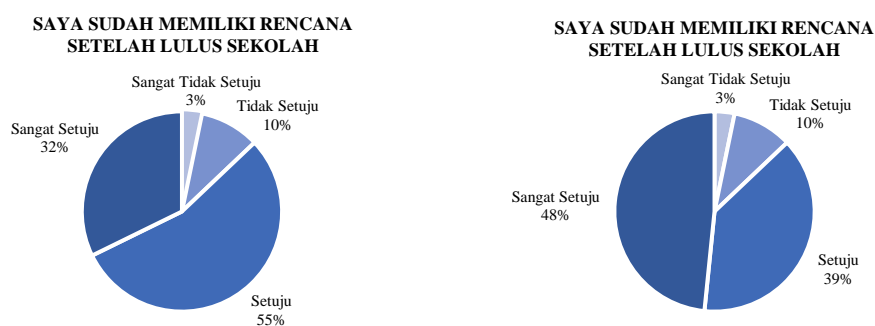 SAYA SUDAH MEMILIKI RENCANA
SETELAH LULUS SEKOLAH
Sangat Tidak Setuju
3%
Tidak Setuju
10%
Sangat Setuju
32%
Setuju
55%
SAYA SUDAH MEMILIKI RENCANA
SETELAH LULUS SEKOLAH
Sangat Tidak Setuju
3%
Tidak Setuju
10%
Sangat Setuju
48%
Setuju
39%